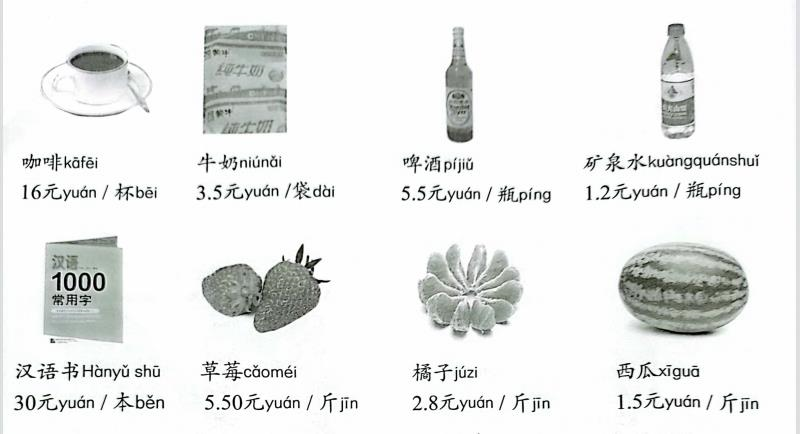 纯牛奶
纯牛奶
咖啡kāfēi
牛奶niúnǎi
啤酒píjiǔ
矿泉水kuàngquánshuǐ
16元yuán / 杯bēi
3.5元yuán /袋dài
5.5元yuán / 瓶píng
1.2元yuán / 瓶píng
汉语
1000
常用字
汉语书Hànyǔ shū
草莓cǎoméi
橘子júzi
西瓜xīguā
30元yuán / 本běn
5.50元yuán / 斤jīn
2.8元yuán / 斤jīn
1.5元yuán / 斤jīn